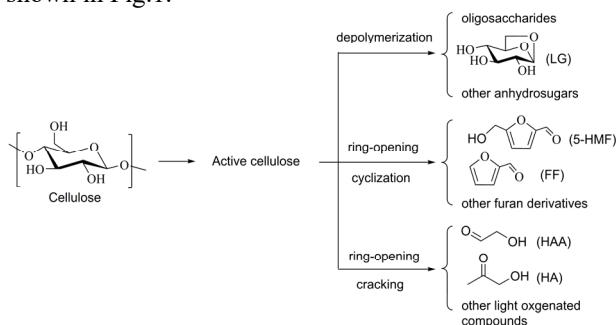 shown in Fig.1.
depolymerization
oligosaccharides
HO
HO
OH
O
O
OH
(LG)
other anhydrosugars
OH
O
O
HO
OH
O
Cellulose
Active cellulose
ring-opening
cyclization
HO
O
O
(5-HMF)
O
O
(FF)
other furan derivatives
ring-opening
cracking
O
OH (HAA)
O
OH (HA)
other light oxgenated
compounds